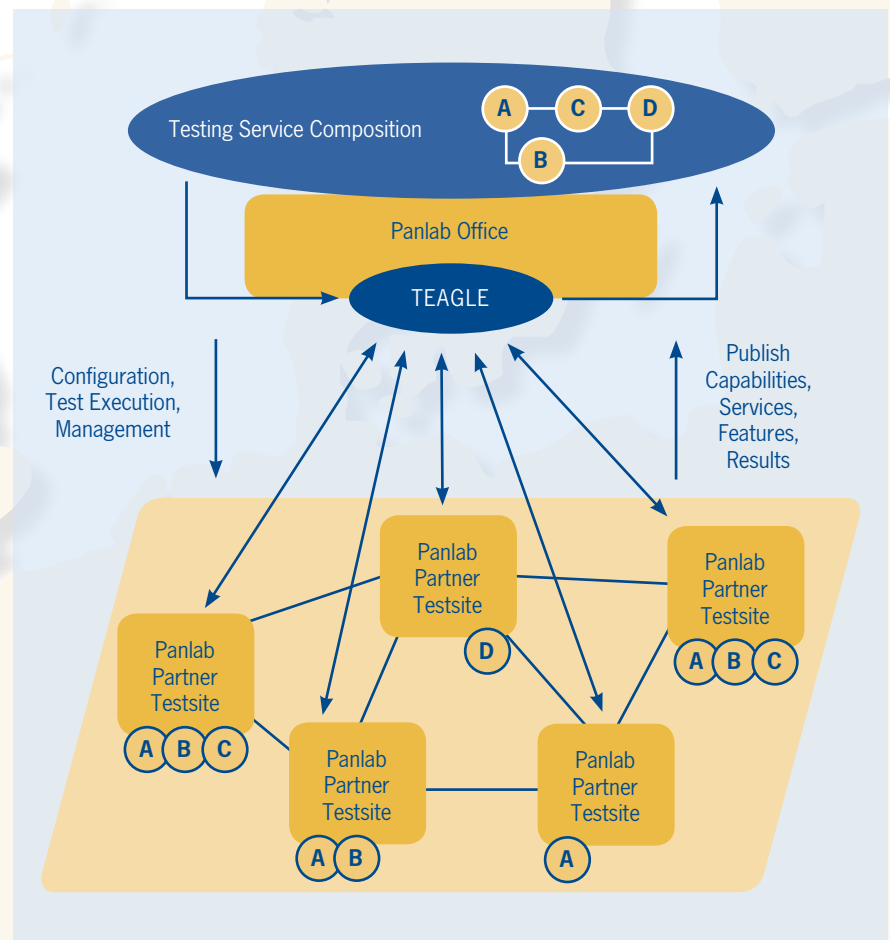 Testing Service Composition
A
C
D
B
Panlab Office
TEAGLE
Configuration,
Test Execution,
Management
Publish
Capabilities,
Services,
Features,
Results
Panlab
Partner
Testsite
D
Panlab
Partner
Testsite
A B C
Panlab
Partner
Testsite
A B C
Panlab
Partner
Testsite
A B
Panlab
Partner
Testsite
A